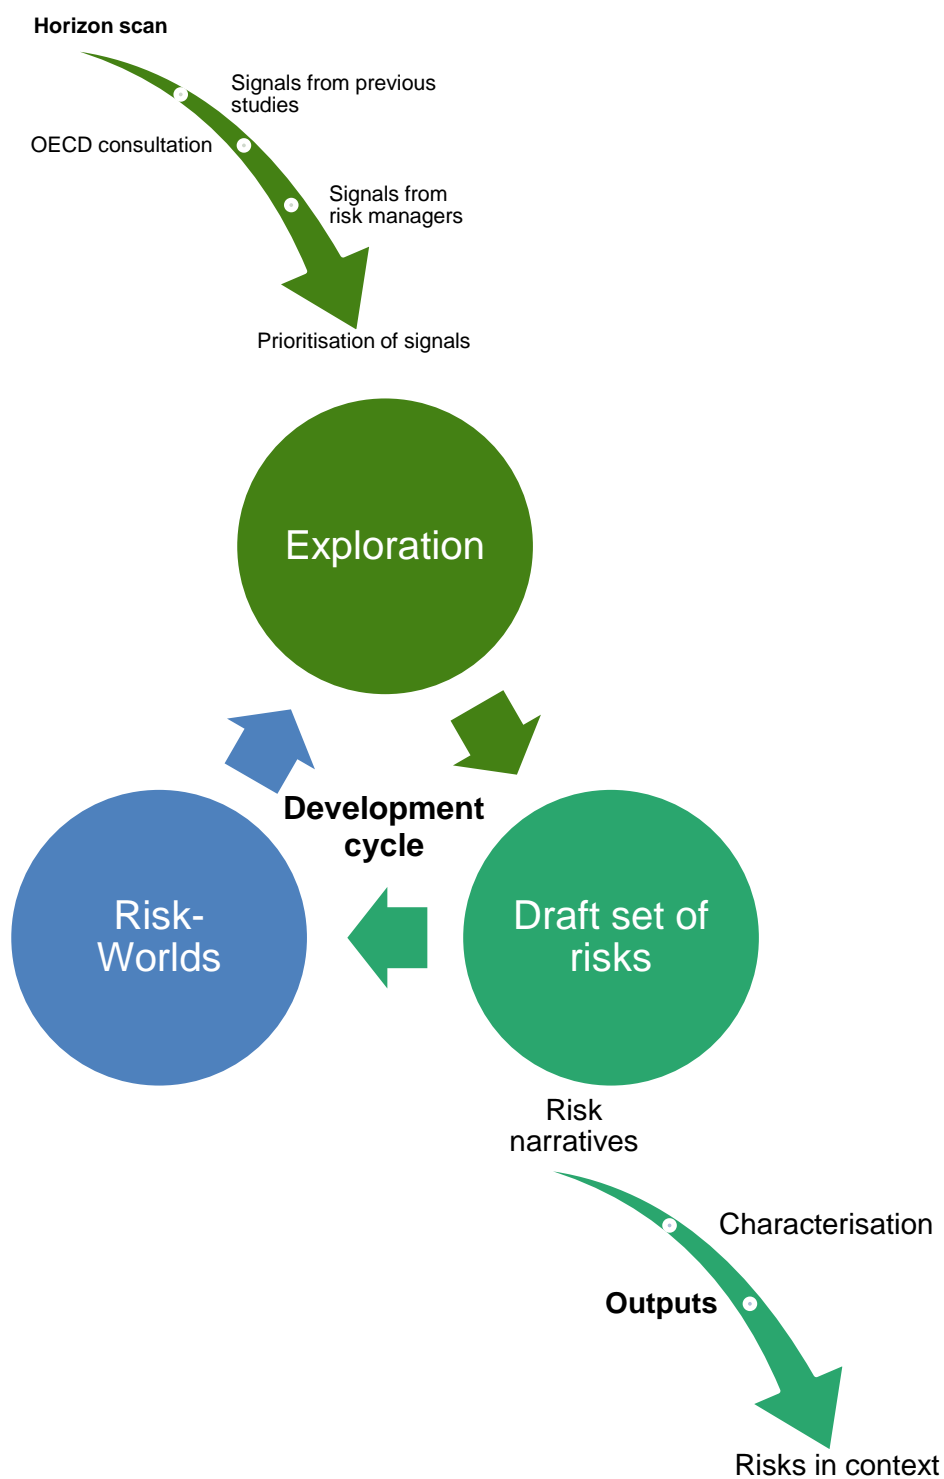 Horizon scan
Signals from previous
studies
OECD consultation
Signals from
risk managers
Prioritisation of signals
Exploration
Development
cycle
Risk-
Worlds
Draft set of
risks
Risk
narratives
Characterisation
Outputs
Risks in context